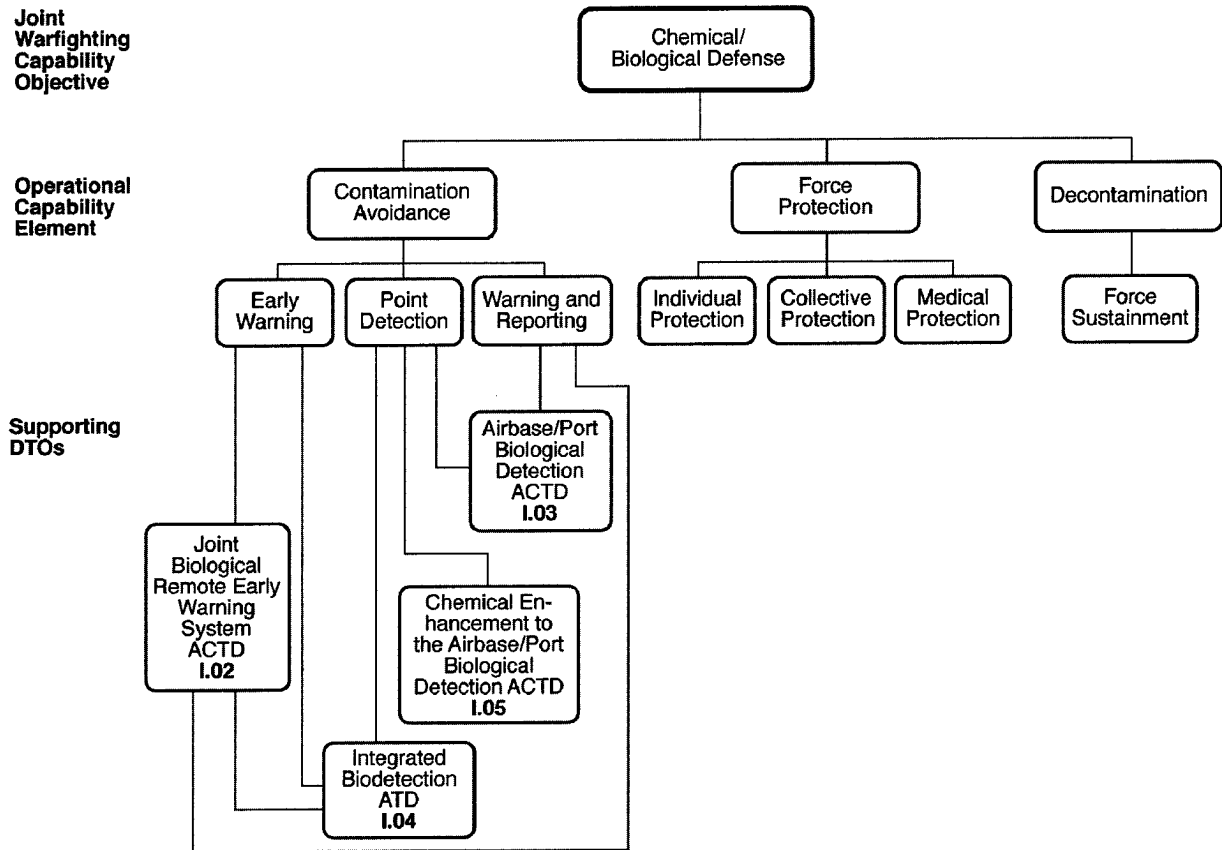 Joint
Warfighting
Capability
Objective
Chemical/
Biological Defense
Operational
Capability
Element
Contamination
Avoidance
Force
Protection
Decontamination
Early
Warning
Point
Detection
Warning and
Reporting
Individual
Protection
Collective
Protection
Medical
Protection
Force
Sustainment
Supporting
DTOs
Airbase/Port
Biological
Detection
ACTD
I.03
Joint
Biological
Remote Early
Warning
System
ACTD
I.02
Chemical En-
hancement to
the Airbase/Port
Biological
Detection ACTD
I.05
Integrated
Biodetection
ATD
I.04